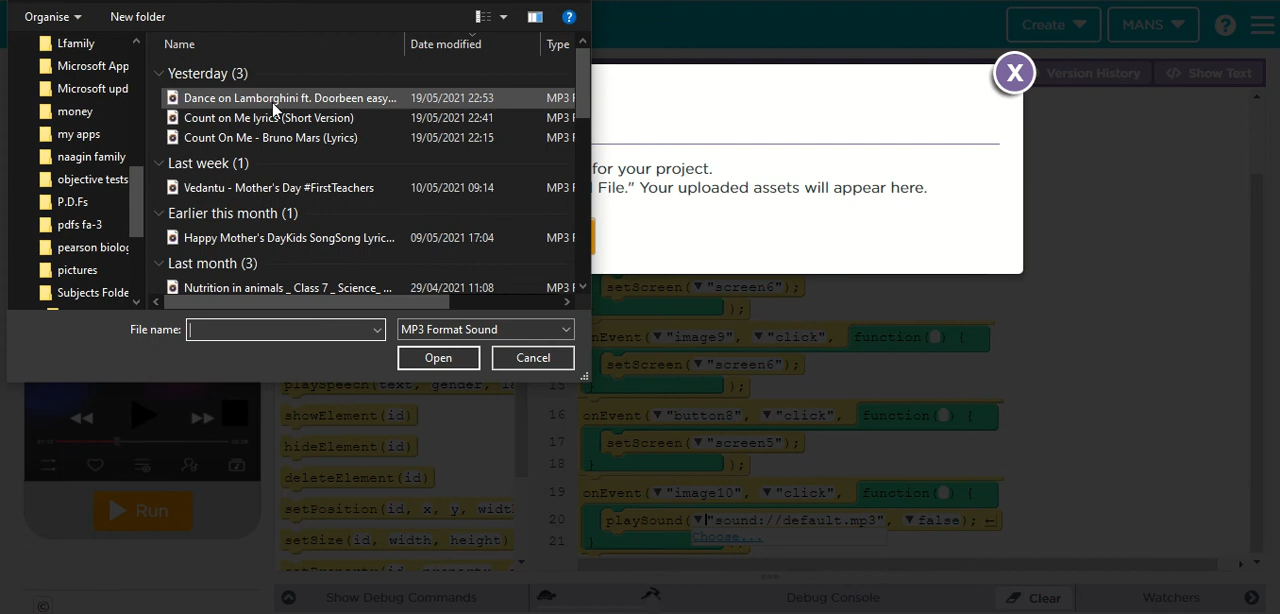 Organise
New folder
Create
MANS
Name
Date modified
Type
Version History
Show Text
X
Lfamily
Microsoft App
Microsoft upd
money
my apps
naagin family
objective tests
P.D.Fs
pdfs fa-3
pearson biolog
pictures
Subjects Folde
Yesterday (3)
Dance on Lamborghini ft. Doorbeen easy... 19/05/2021 22:53 MP3 F
Count on Me lyrics (Short Version) 19/05/2021 22:41 MP3 F
Count On Me - Bruno Mars (Lyrics) 19/05/2021 22:15 MP3 F
Last week (1)
Vedantu - Mother's Day #FirstTeachers 10/05/2021 09:14 MP3 F
Earlier this month (1)
Happy Mother's DayKids SongSong Lyric... 09/05/2021 17:04 MP3 F
Last month (3)
Nutrition in animals _ Class 7 _ Science_ ... 29/04/2021 11:08 MP3 F
for your project.
File." Your uploaded assets will appear here.
File name:
MP3 Format Sound
Open
Cancel
setScreen("screen6");
});
onEvent("image9", "click", function() {
setScreen("screen6");
15 });
16 onEvent("button8", "click", function() {
17 setScreen("screen5");
18 });
19 onEvent("image10", "click", function() {
20 playSound("sound://default.mp3", false);
Choose...
21 });
playSpeech(text, gender, la
showElement(id)
hideElement(id)
deleteElement(id)
setPosition(id, x, y, widt
setSize(id, width, height)
Run
Show Debug Commands
Debug Console
Clear
Watchers